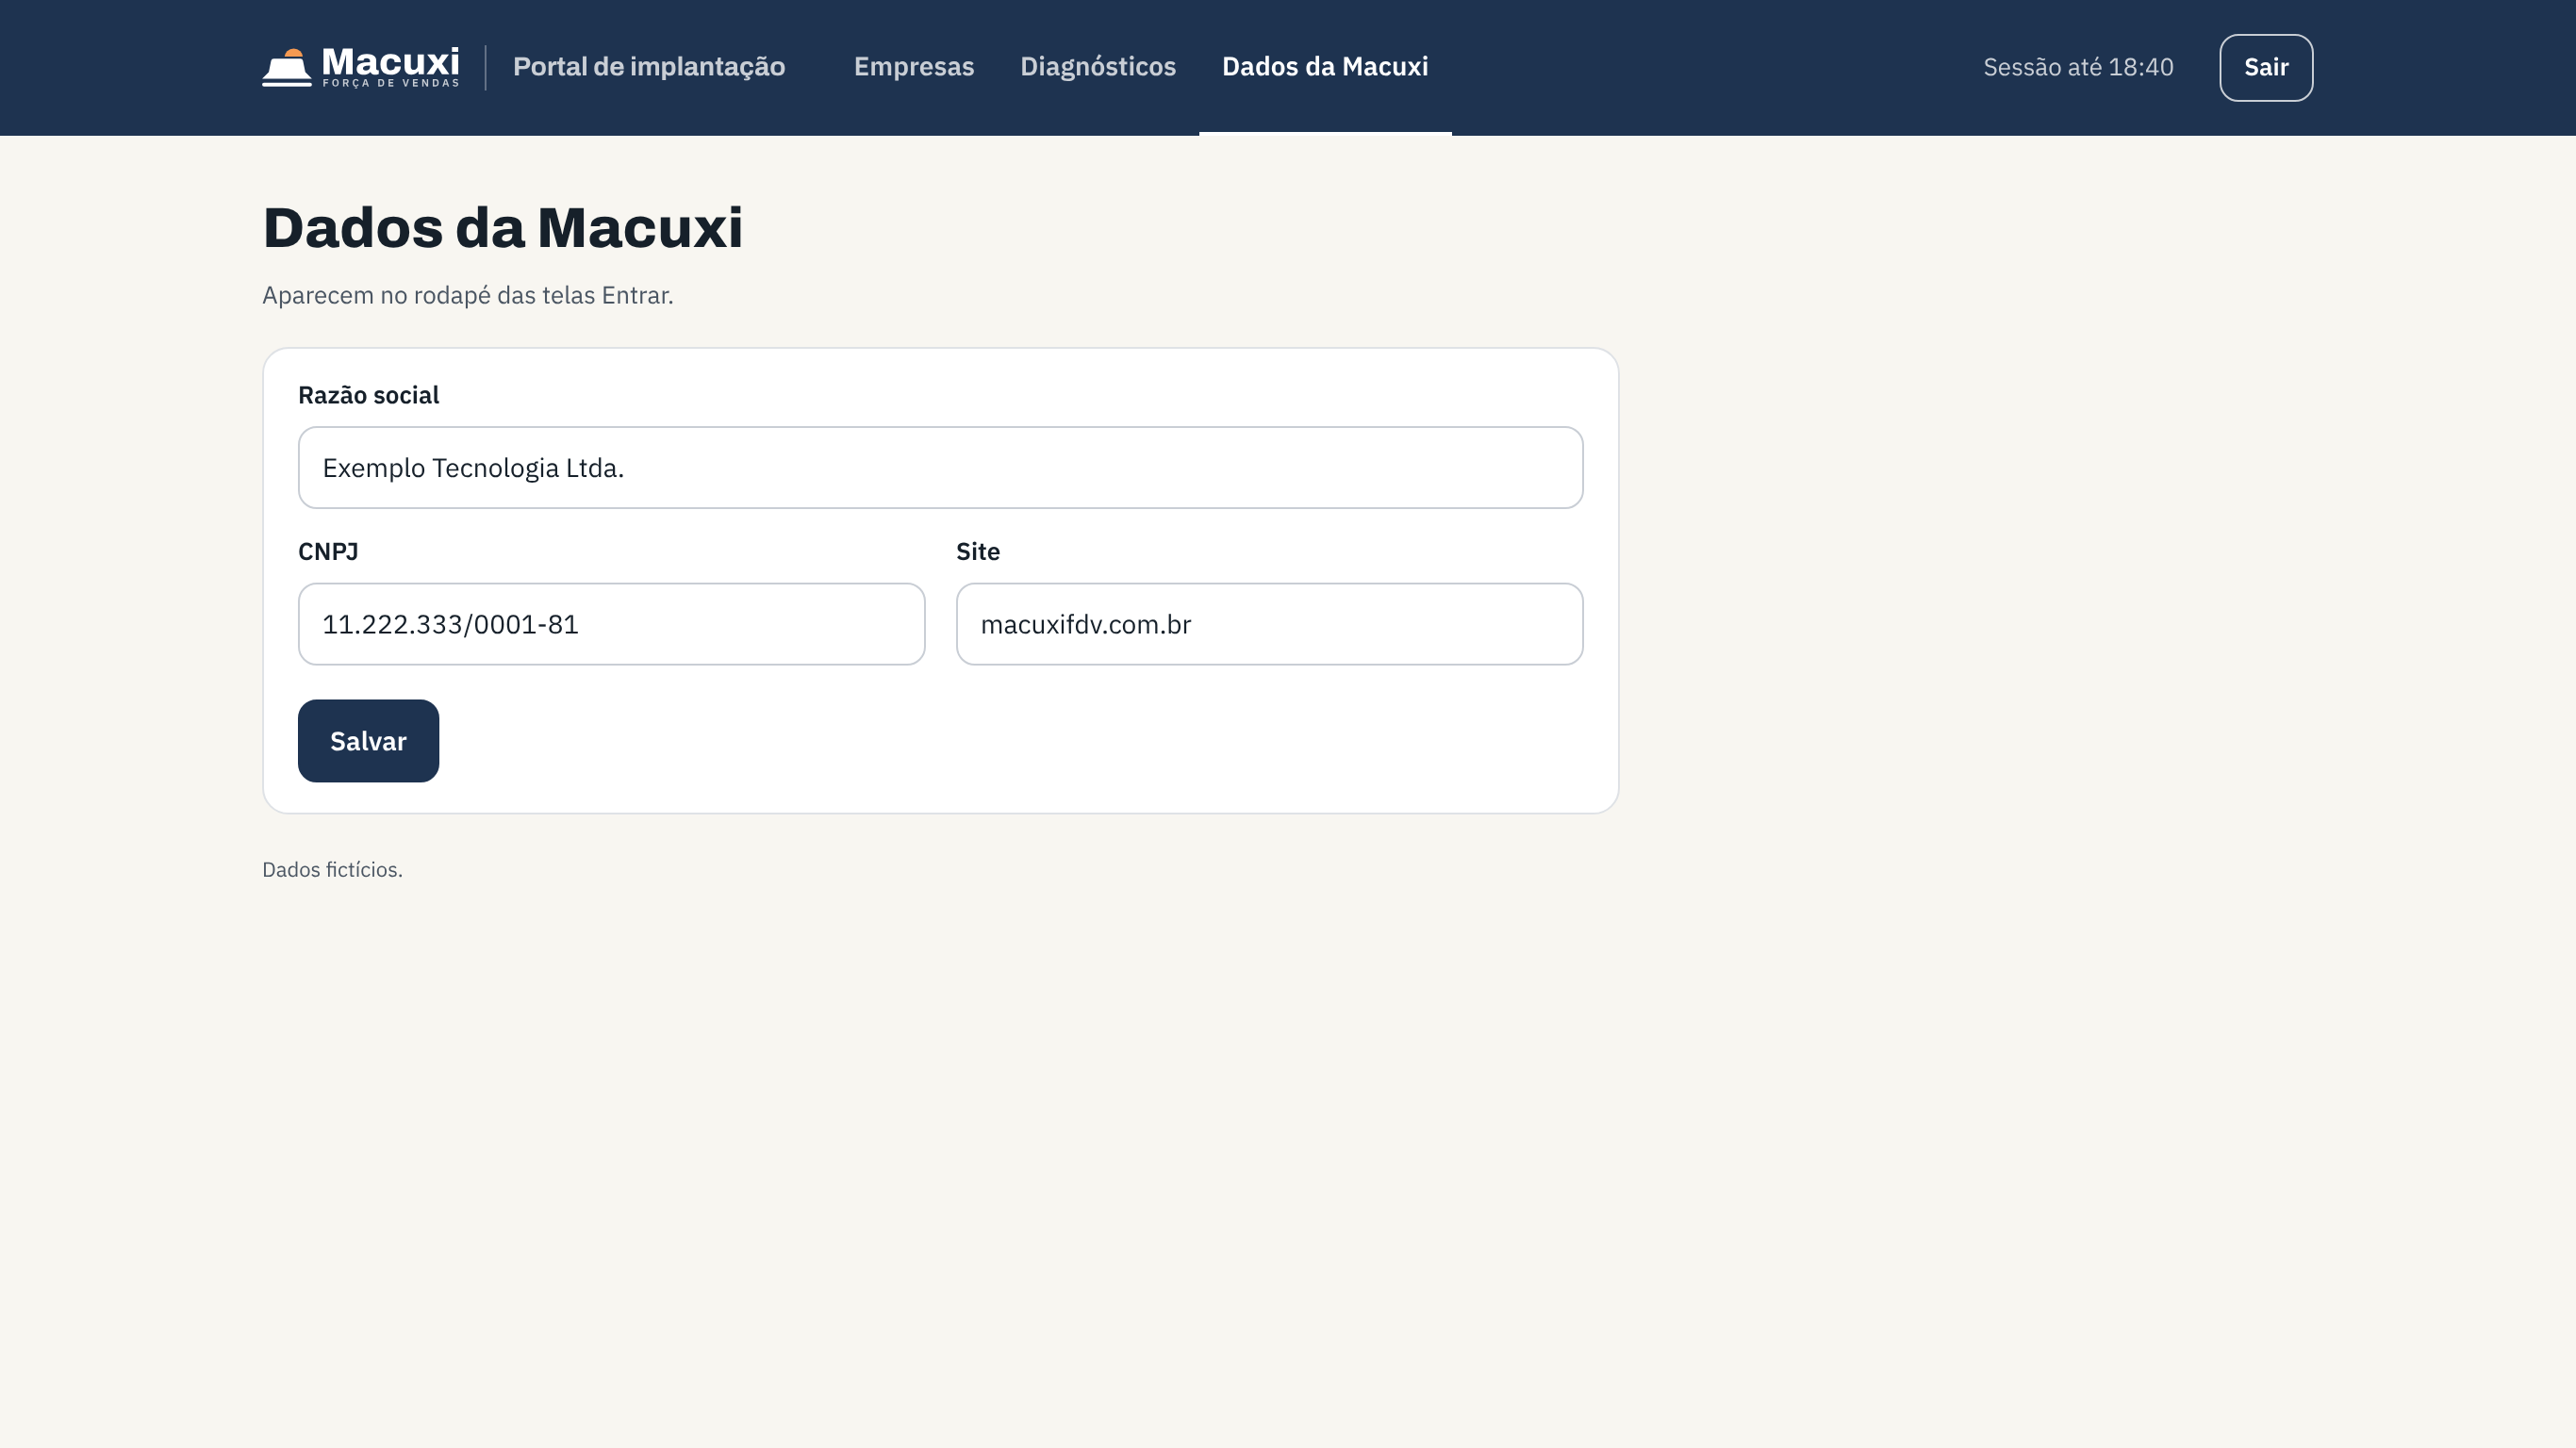 Macuxi
FORÇA DE VENDAS
Portal de implantação
Empresas
Diagnósticos
Dados da Macuxi
Sessão até 18:40
Sair
Dados da Macuxi
Aparecem no rodapé das telas Entrar.
Razão social
Exemplo Tecnologia Ltda.
CNPJ
Site
11.222.333/0001-81
macuxifdv.com.br
Salvar
Dados fictícios.